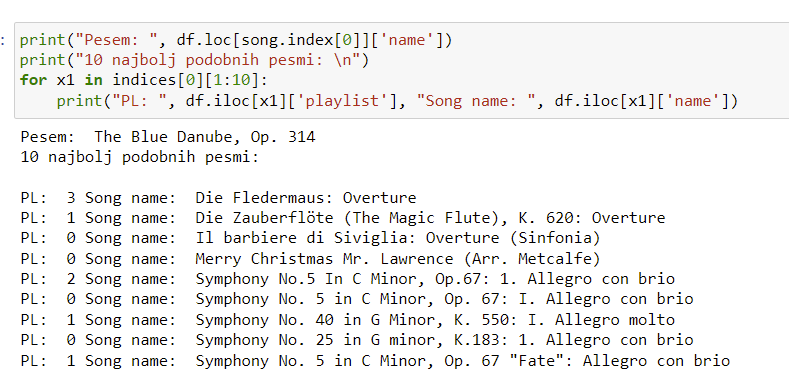 : print("Pesem: ", df.loc[song.index[0]]['name'])
print("10 najbolj podobnih pesmi: \n")
for x1 in indices[0][1:10]:
    print("PL: ", df.iloc[x1]['playlist'], "Song name: ", df.iloc[x1]['name'])
Pesem:  The Blue Danube, Op. 314
10 najbolj podobnih pesmi:
PL:  3 Song name:  Die Fledermaus: Overture
PL:  1 Song name:  Die Zauberflöte (The Magic Flute), K. 620: Overture
PL:  0 Song name:  Il barbiere di Siviglia: Overture (Sinfonia)
PL:  0 Song name:  Merry Christmas Mr. Lawrence (Arr. Metcalfe)
PL:  2 Song name:  Symphony No.5 In C Minor, Op.67: 1. Allegro con brio
PL:  0 Song name:  Symphony No. 5 in C Minor, Op. 67: I. Allegro con brio
PL:  1 Song name:  Symphony No. 40 in G Minor, K. 550: I. Allegro molto
PL:  0 Song name:  Symphony No. 25 in G minor, K.183: 1. Allegro con brio
PL:  1 Song name:  Symphony No. 5 in C Minor, Op. 67 "Fate": Allegro con brio